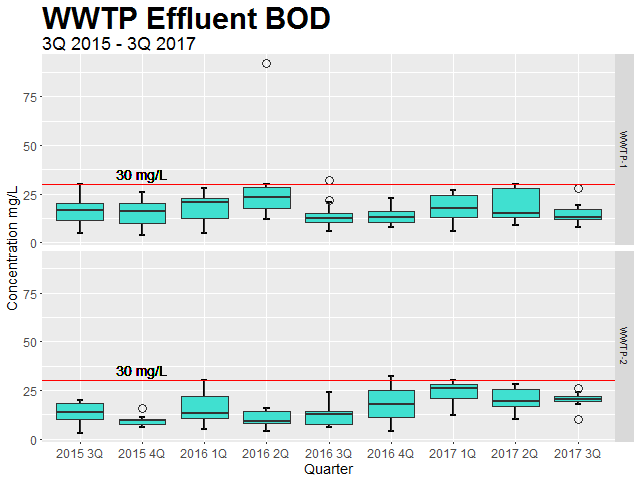 WWTP Effluent BOD
3Q 2015 - 3Q 2017
Concentration mg/L
75
50
25
0
30 mg/L
WWTP-1
75
50
25
0
30 mg/L
WWTP-2
2015 3Q 2015 4Q 2016 1Q 2016 2Q 2016 3Q 2016 4Q 2017 1Q 2017 2Q 2017 3Q
Quarter